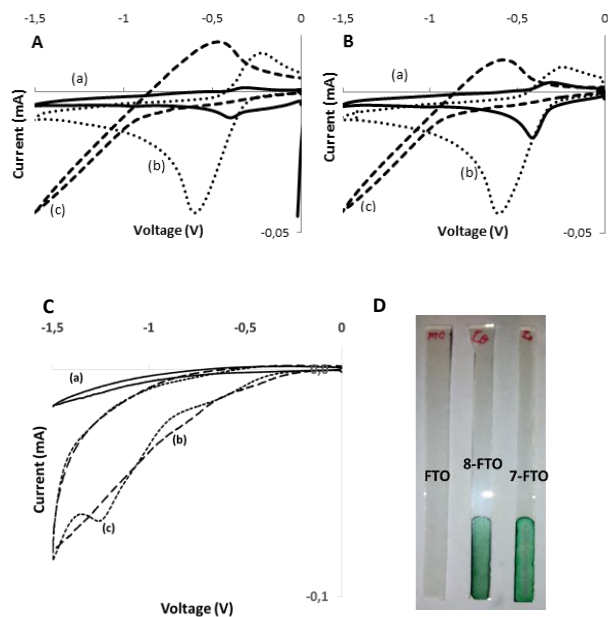 -1,5 -1 -0,5 0
A
(a)
(b)
(c)
Current (mA)
Voltage (V)
-0,05
-1,5 -1 -0,5 0
B
(a)
(b)
(c)
Current (mA)
Voltage (V)
-0,05
C
-1,5 -1 -0,5 0
0,0
(a)
(b)
(c)
Current (mA)
-0,1
Voltage (V)
D
FTO
8-FTO
7-FTO